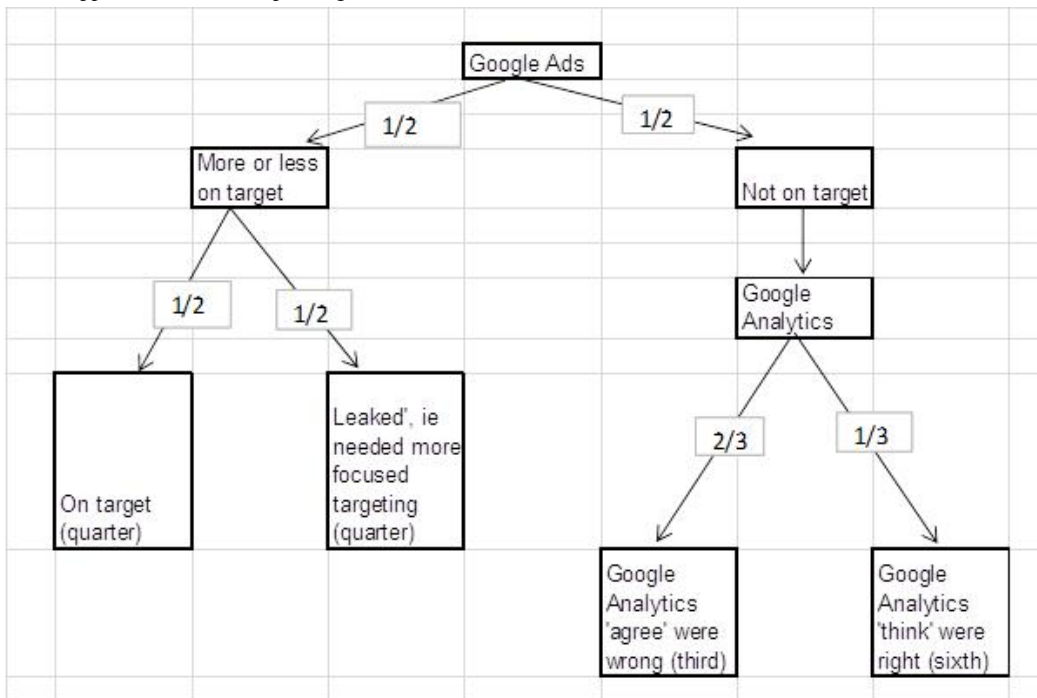 Google Ads
1/2
1/2
More or less
on target
Not on target
Google
Analytics
1/2
1/2
2/3
1/3
On target
(quarter)
Leaked', ie
needed more
focused
targeting
(quarter)
Google
Analytics
'agree' were
wrong (third)
Google
Analytics
'think' were
right (sixth)